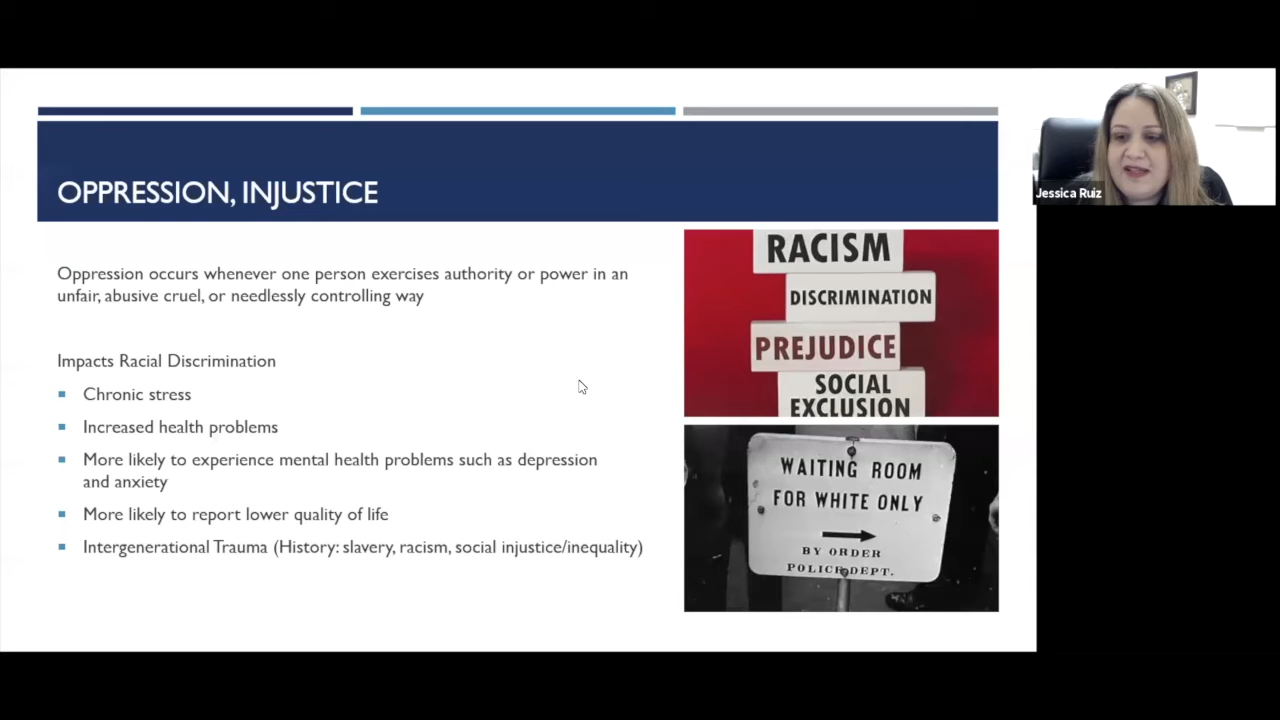 OPPRESSION, INJUSTICE
Oppression occurs whenever one person exercises authority or power in an
unfair, abusive cruel, or needlessly controlling way
Impacts Racial Discrimination
Chronic stress
Increased health problems
More likely to experience mental health problems such as depression
and anxiety
More likely to report lower quality of life
Intergenerational Trauma (History: slavery, racism, social injustice/inequality)
RACISM
DISCRIMINATION
PREJUDICE
SOCIAL
EXCLUSION
WAITING ROOM
FOR WHITE ONLY
BY ORDER
POLICE DEPT.
Jessica Ruiz